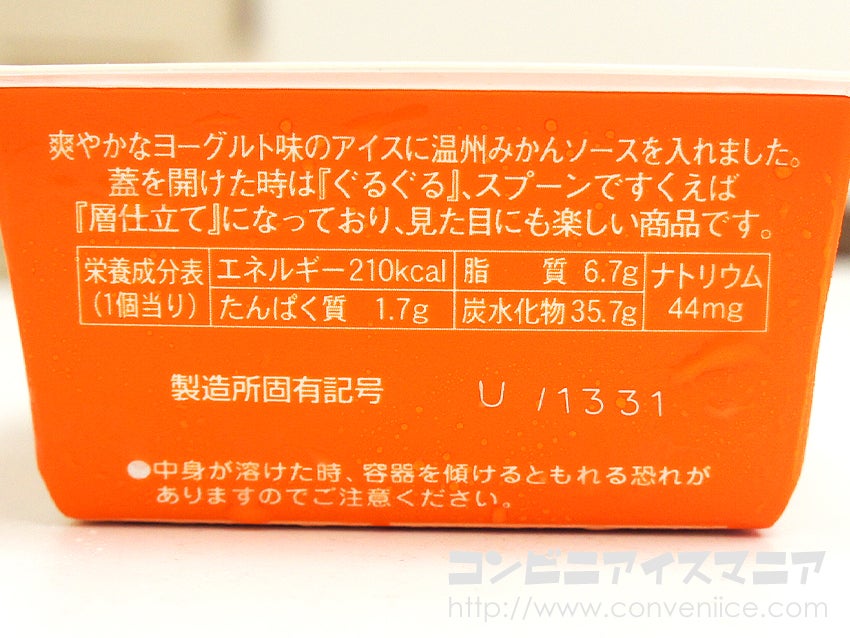 爽やかなヨーグルト味のアイスに温州みかんソースを入れました。
蓋を開けた時は『ぐるぐる』、スプーンですくえば
『層仕立て』になっており、見た目にも楽しい商品です。
栄養成分表 エネルギー210kcal 脂 質 6.7g ナトリウム
(1個当り) たんぱく質 1.7g 炭水化物35.7g 44mg
製造所固有記号 U /1331
●中身が溶けた時、容器を傾けるともれる恐れが
ありますのでご注意ください。
コンビニアイスマニア
http://www.conveniice.com/